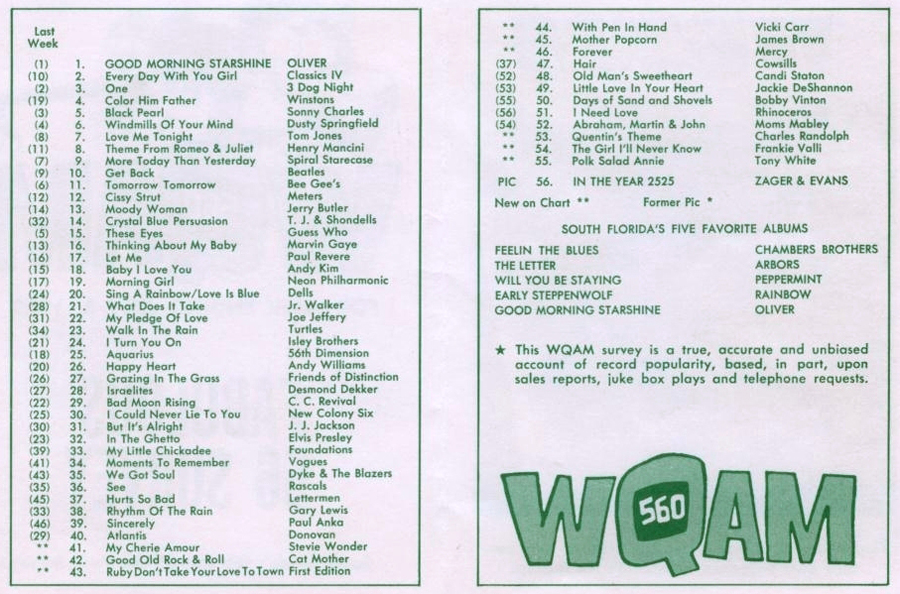 Last
Week
(1) 1. GOOD MORNING STARSHINE OLIVER
(10) 2. Every Day With You Girl Classics IV
(2) 3. One 3 Dog Night
(19) 4. Color Him Father Winstons
(3) 5. Black Pearl Sonny Charles
(4) 6. Windmills Of Your Mind Dusty Springfield
(8) 7. Love Me Tonight Tom Jones
(11) 8. Theme From Romeo & Juliet Henry Mancini
(7) 9. More Today Than Yesterday Spiral Starecase
(9) 10. Get Back Beatles
(6) 11. Tomorrow Tomorrow Bee Gee's
(12) 12. Cissy Strut Meters
(14) 13. Moody Woman Jerry Butler
(32) 14. Crystal Blue Persuasion T. J. & Shondells
(5) 15. These Eyes Guess Who
(13) 16. Thinking About My Baby Marvin Gaye
(16) 17. Let Me Paul Revere
(15) 18. Baby I Love You Andy Kim
(17) 19. Morning Girl Neon Philharmonic
(24) 20. Sing A Rainbow/Love Is Blue Dells
(28) 21. What Does It Take Jr. Walker
(31) 22. My Pledge Of Love Joe Jeffery
(34) 23. Walk In The Rain Turtles
(21) 24. I Turn You On Isley Brothers
(18) 25. Aquarius 56th Dimension
(20) 26. Happy Heart Andy Williams
(26) 27. Grazing In The Grass Friends of Distinction
(27) 28. Israelites Desmond Dekker
(22) 29. Bad Moon Rising C. C. Revival
(25) 30. I Could Never Lie To You New Colony Six
(30) 31. But It's Alright J. J. Jackson
(23) 32. In The Ghetto Elvis Presley
(39) 33. My Little Chickadee Foundations
(41) 34. Moments To Remember Vogues
(43) 35. We Got Soul Dyke & The Blazers
(35) 36. See Rascals
(45) 37. Hurts So Bad Lettermen
(33) 38. Rhythm Of The Rain Gary Lewis
(46) 39. Sincerely Paul Anka
(29) 40. Atlantis Donovan
** 41. My Cherie Amour Stevie Wonder
** 42. Good Old Rock & Roll Cat Mother
** 43. Ruby Don't Take Your Love To Town First Edition
** 44. With Pen In Hand Vicki Carr
** 45. Mother Popcorn James Brown
** 46. Forever Mercy
(37) 47. Hair Cowsills
(52) 48. Old Man's Sweetheart Candi Staton
(53) 49. Little Love In Your Heart Jackie DeShannon
(55) 50. Days of Sand and Shovels Bobby Vinton
(56) 51. I Need Love Rhinoceros
(54) 52. Abraham, Martin & John Moms Mabley
** 53. Quentin's Theme Charles Randolph
** 54. The Girl I'll Never Know Frankie Valli
** 55. Polk Salad Annie Tony White
PIC 56. IN THE YEAR 2525 ZAGER & EVANS
New on Chart ** Former Pic *
SOUTH FLORIDA'S FIVE FAVORITE ALBUMS
FEELIN THE BLUES CHAMBERS BROTHERS
THE LETTER ARBORS
WILL YOU BE STAYING PEPPERMINT
EARLY STEPPENWOLF RAINBOW
GOOD MORNING STARSHINE OLIVER
★ This WQAM survey is a true, accurate and unbiased
account of record popularity, based, in part, upon
sales reports, juke box plays and telephone requests.
WQAM
560